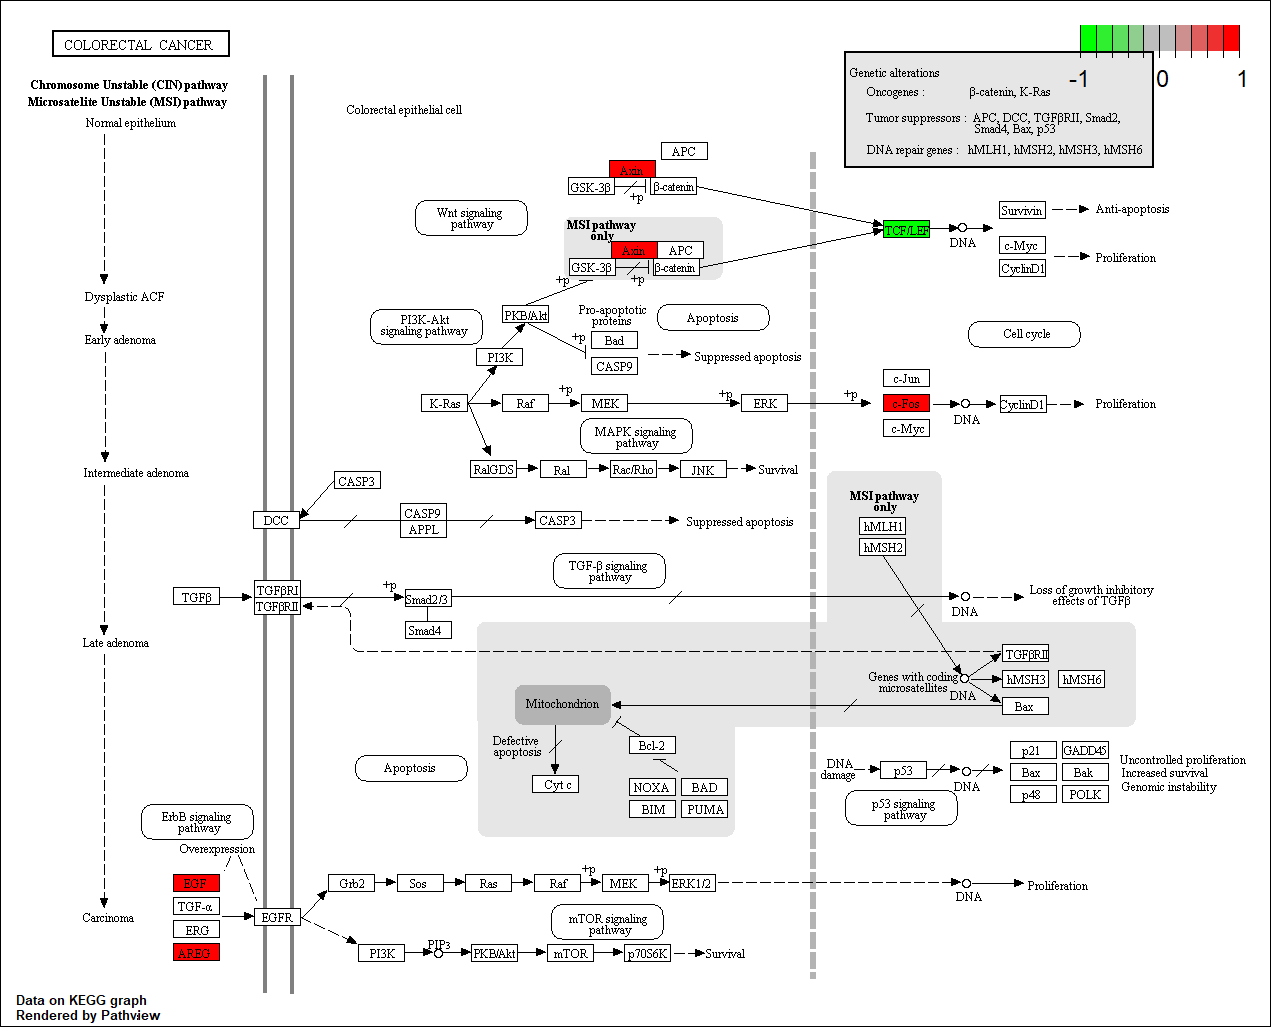 COLORECTAL CANCER
Chromosome Unstable (CIN) pathway
Microsatelite Unstable (MSI) pathway
Normal epithelium
Dysplastic ACF
Early adenoma
Intermediate adenoma
Late adenoma
Carcinoma
Colorectal epithelial cell
-1 0 1
Genetic alterations
Oncogenes : β-catenin, K-Ras
Tumor suppressors : APC, DCC, TGFβRII, Smad2,
Smad4, Bax, p53
DNA repair genes : hMLH1, hMSH2, hMSH3, hMSH6
APC
Axin
GSK-3β
β-catenin
+p
Wnt signaling
pathway
MSI pathway
only
Axin
APC
GSK-3β
β-catenin
+p
+p
TCF/LEF
DNA
Survivin
Anti-apoptosis
c-Myc
CyclinD1
Proliferation
PI3K-Akt
signaling pathway
PKB/Akt
PI3K
Pro-apoptotic
proteins
+p
Bad
CASP9
Apoptosis
Suppressed apoptosis
Cell cycle
K-Ras
Raf
+p
MEK
+p
ERK
+p
c-Jun
c-Fos
c-Myc
DNA
CyclinD1
Proliferation
MAPK signaling
pathway
RalGDS
Ral
Rac/Rho
JNK
Survival
CASP3
DCC
CASP9
APPL
CASP3
Suppressed apoptosis
MSI pathway
only
hMLH1
hMSH2
TGF-β signaling
pathway
TGFβ
TGFβRI
TGFβRII
+p
Smad2/3
Smad4
DNA
Loss of growth inhibitory
effects of TGFβ
Genes with coding
microsatellites
DNA
TGFβRII
hMSH3
hMSH6
Bax
Mitochondrion
Defective
apoptosis
Cyt c
Bcl-2
NOXA
BAD
BIM
PUMA
Apoptosis
DNA
damage
p53
DNA
p21
GADD45
Bax
Bak
p48
POLK
Uncontrolled proliferation
Increased survival
Genomic instability
p53 signaling
pathway
ErbB signaling
pathway
Overexpression
EGF
TGF-α
ERG
AREG
EGFR
Grb2
Sos
Ras
Raf
+p
MEK
+p
ERK1/2
DNA
Proliferation
mTOR signaling
pathway
PI3K
PIP3
PKB/Akt
mTOR
p70S6K
Survival
Data on KEGG graph
Rendered by Pathview